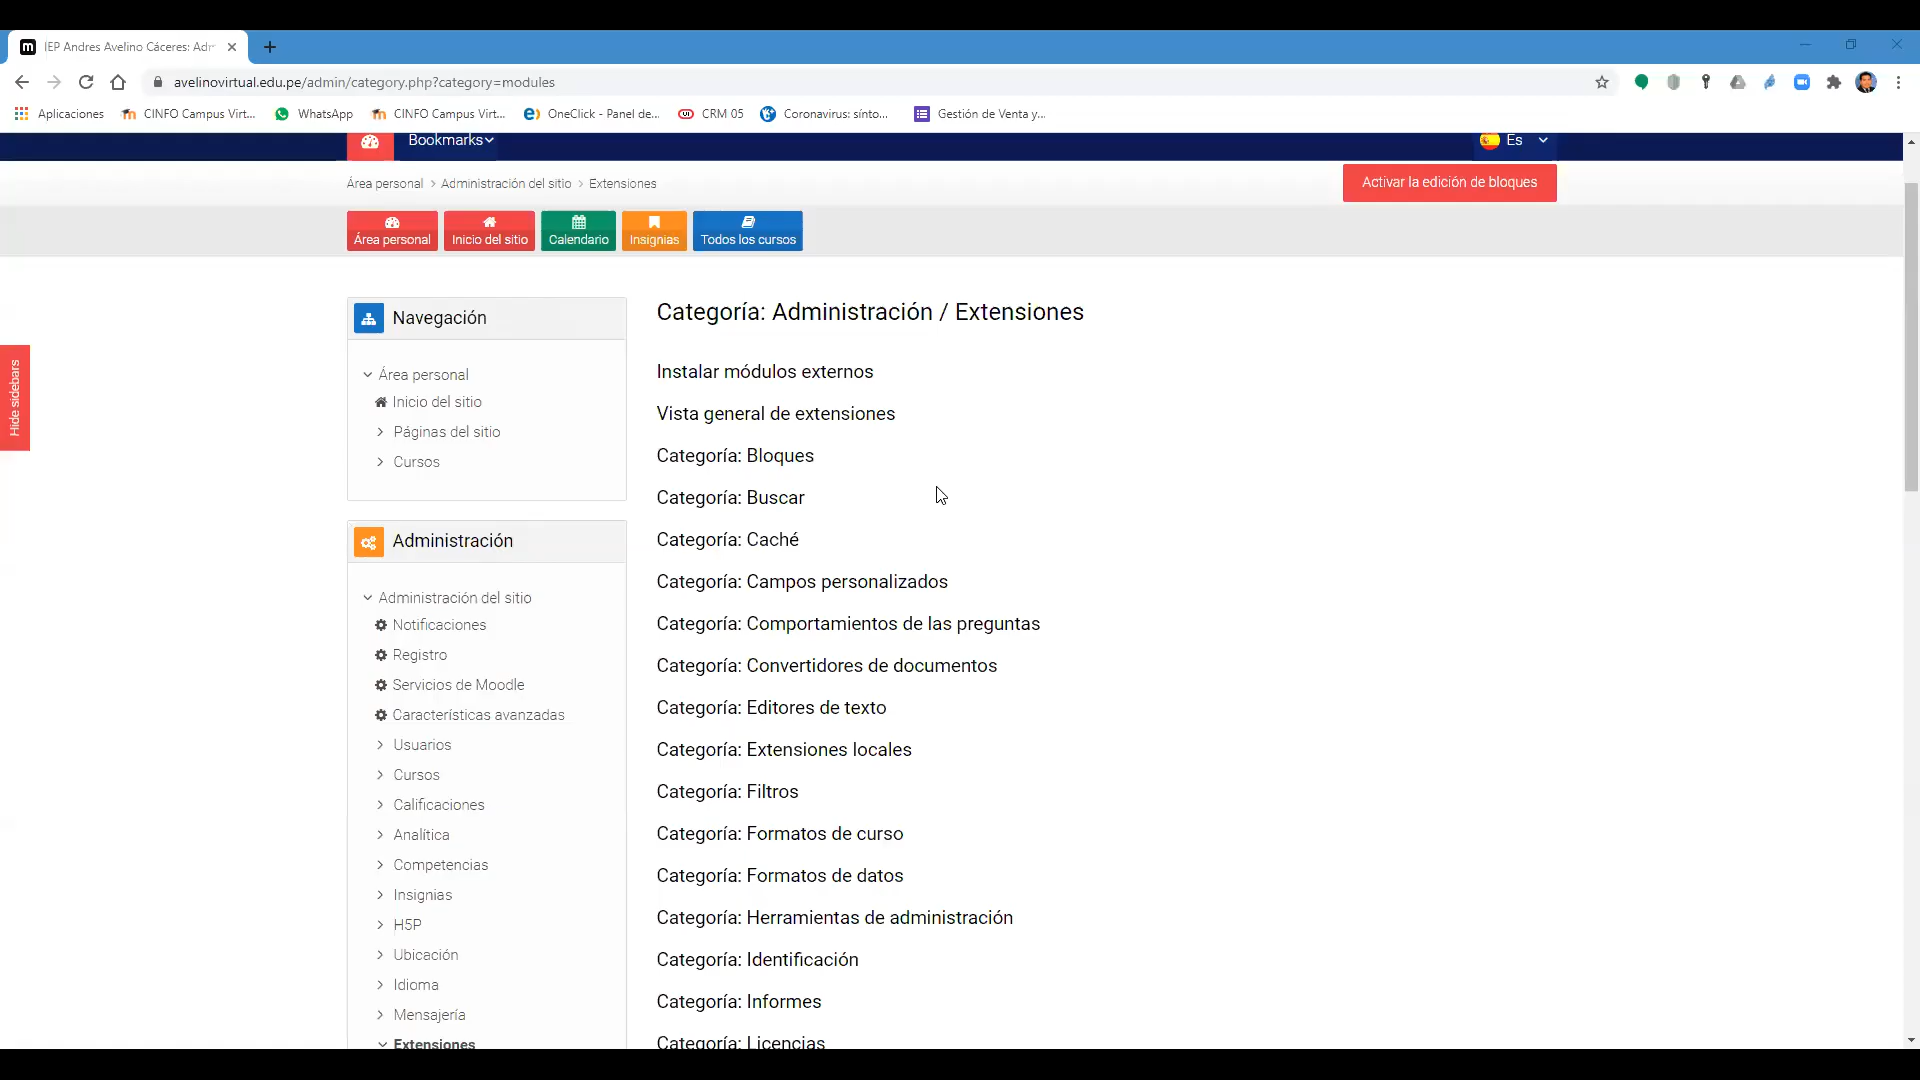 IEP Andres Avelino Cáceres: Adm
avelinovirtual.edu.pe/admin/category.php?category=modules
Aplicaciones
CINFO Campus Virt...
WhatsApp
CINFO Campus Virt...
OneClick - Panel de...
CRM 05
Coronavirus: sínto...
Gestión de Venta y...
Bookmarks
Es
Área personal > Administración del sitio > Extensiones
Activar la edición de bloques
Área personal
Inicio del sitio
Calendario
Insignias
Todos los cursos
Hide sidebars
Navegación
Área personal
Inicio del sitio
Páginas del sitio
Cursos
Administración
Administración del sitio
Notificaciones
Registro
Servicios de Moodle
Características avanzadas
Usuarios
Cursos
Calificaciones
Analítica
Competencias
Insignias
H5P
Ubicación
Idioma
Mensajería
Extensiones
Categoría: Administración / Extensiones
Instalar módulos externos
Vista general de extensiones
Categoría: Bloques
Categoría: Buscar
Categoría: Caché
Categoría: Campos personalizados
Categoría: Comportamientos de las preguntas
Categoría: Convertidores de documentos
Categoría: Editores de texto
Categoría: Extensiones locales
Categoría: Filtros
Categoría: Formatos de curso
Categoría: Formatos de datos
Categoría: Herramientas de administración
Categoría: Identificación
Categoría: Informes
Categoría: Licencias